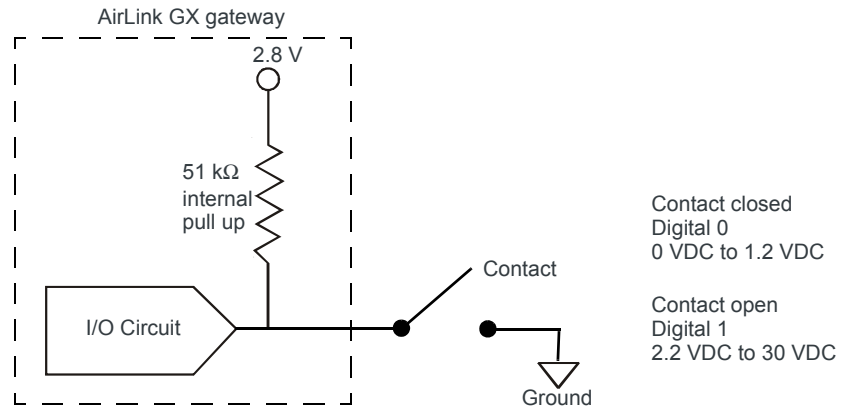 AirLink GX gateway
2.8 V
51 kΩ
internal
pull up
I/O Circuit
Contact
Ground
Contact closed
Digital 0
0 VDC to 1.2 VDC
Contact open
Digital 1
2.2 VDC to 30 VDC